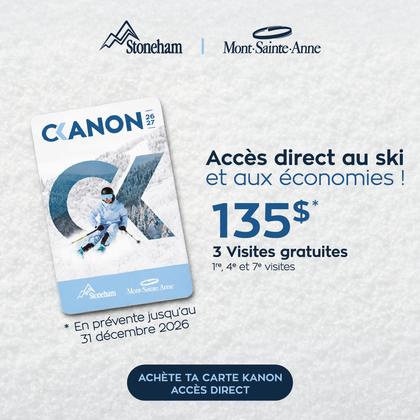 Stoneham | Mont·Sainte·Anne
CKANON 26
27
Accès direct au ski
et aux économies !
135$*
3 Visites gratuites
1re, 4e et 7e visites
CK
Stoneham Mont·Sainte·Anne
* En prévente jusqu'au
31 décembre 2026
ACHÈTE TA CARTE KANON
ACCÈS DIRECT